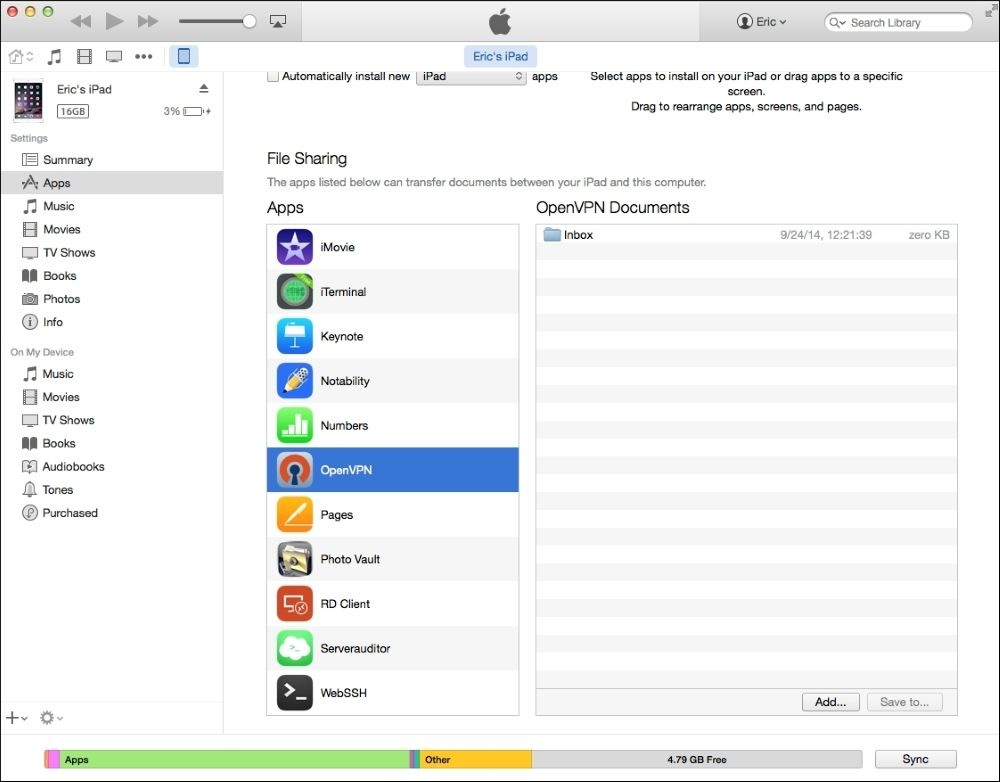 Eric
Search Library
Eric's iPad
Eric's iPad
16GB
3%
Settings
Summary
Apps
Music
Movies
TV Shows
Books
Photos
Info
On My Device
Music
Movies
TV Shows
Books
Audiobooks
Tones
Purchased
Automatically install new iPad apps
Select apps to install on your iPad or drag apps to a specific
screen.
Drag to rearrange apps, screens, and pages.
File Sharing
The apps listed below can transfer documents between your iPad and this computer.
Apps
iMovie
iTerminal
Keynote
Notability
Numbers
OpenVPN
Pages
Photo Vault
RD Client
Serverauditor
WebSSH
OpenVPN Documents
Inbox 9/24/14, 12:21:39 zero KB
Add... Save to...
Apps Other 4.79 GB Free Sync